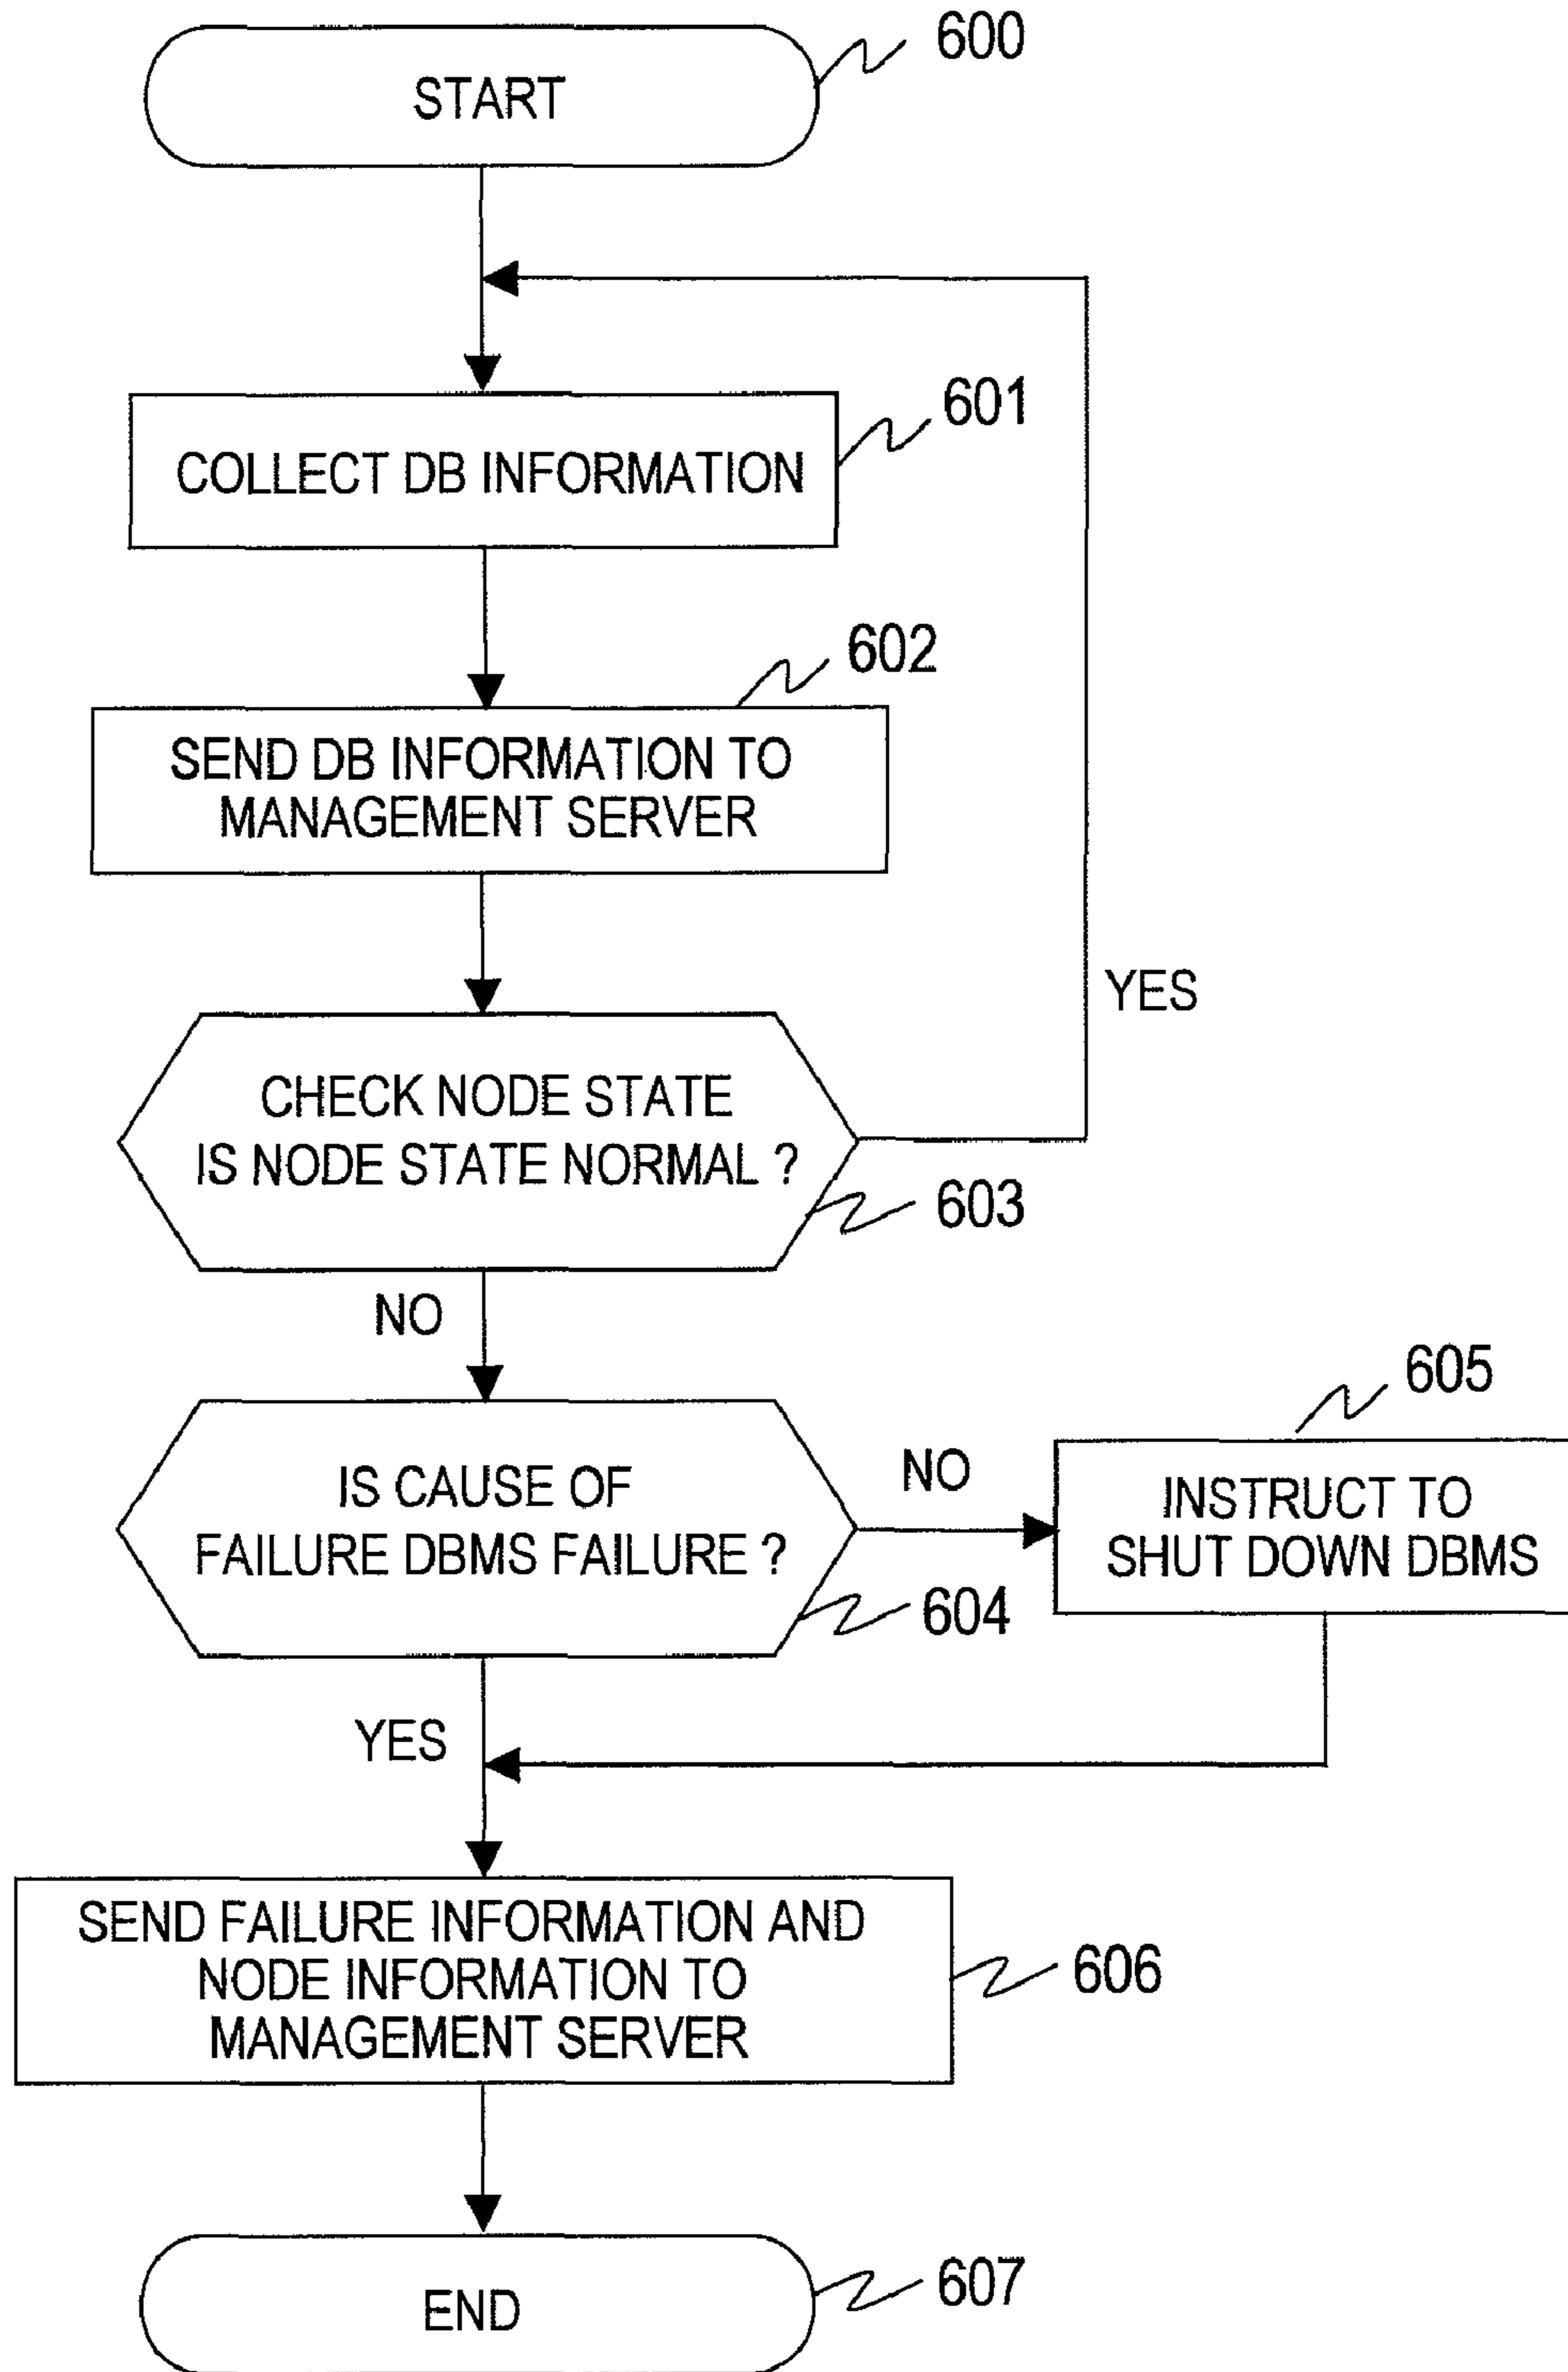 600
START
601
COLLECT DB INFORMATION
602
SEND DB INFORMATION TO
MANAGEMENT SERVER
YES
CHECK NODE STATE
IS NODE STATE NORMAL ?
603
NO
605
IS CAUSE OF
FAILURE DBMS FAILURE ?
604
NO
INSTRUCT TO
SHUT DOWN DBMS
YES
SEND FAILURE INFORMATION AND
NODE INFORMATION TO
MANAGEMENT SERVER
606
END
607